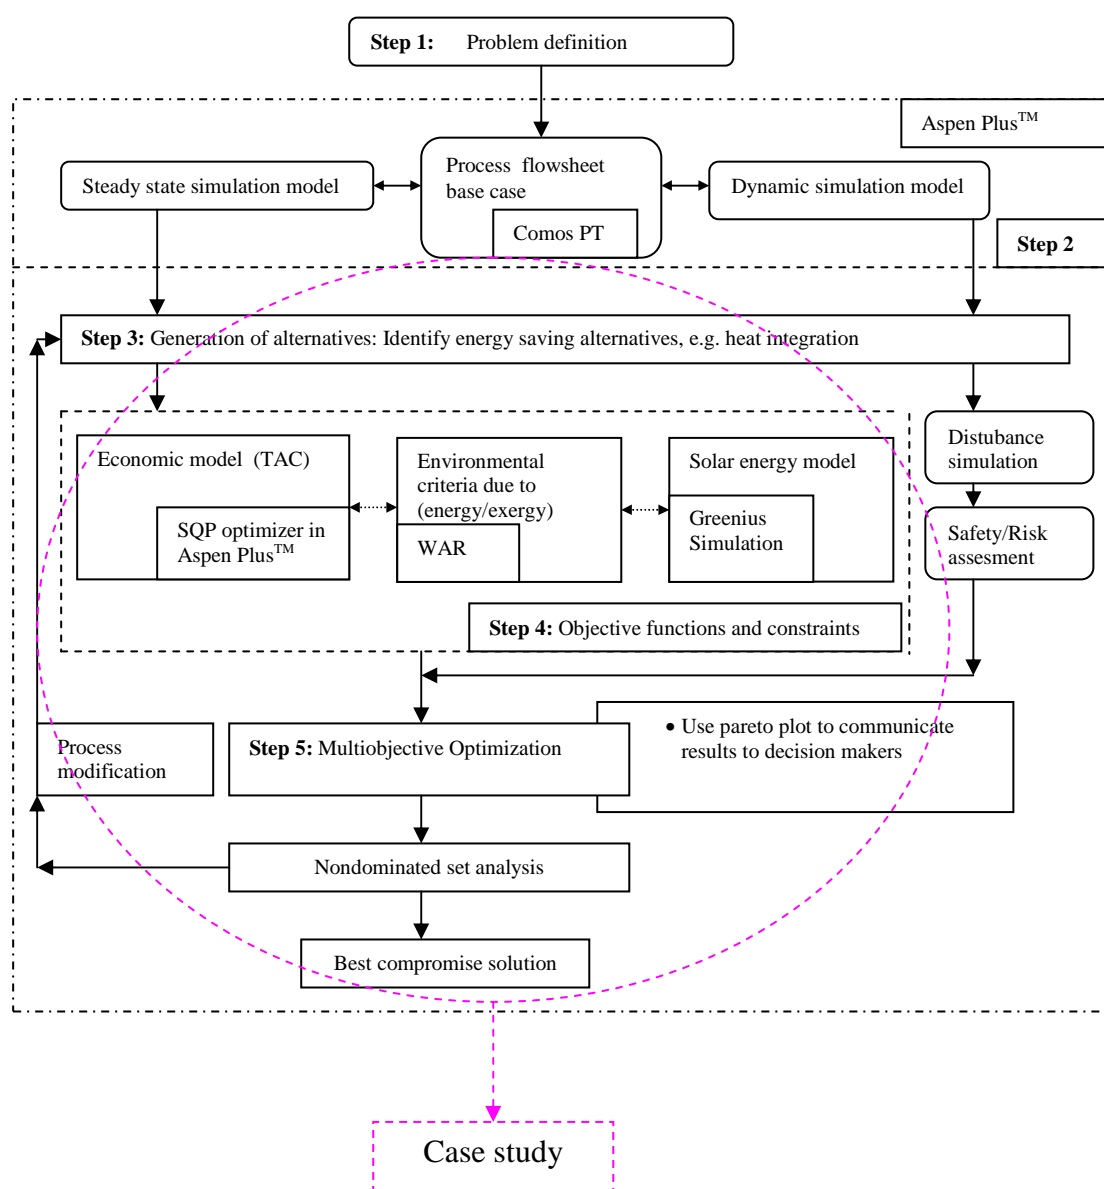 Step 1: Problem definition
Aspen Plus™
Process flowsheet
base case
Steady state simulation model
Dynamic simulation model
Comos PT
Step 2
Step 3: Generation of alternatives: Identify energy saving alternatives, e.g. heat integration
Economic model (TAC)
SQP optimizer in
Aspen Plus™
Environmental
criteria due to
(energy/exergy)
WAR
Solar energy model
Greenius
Simulation
Distubance
simulation
Safety/Risk
assesment
Step 4: Objective functions and constraints
Process
modification
Step 5: Multiobjective Optimization
• Use pareto plot to communicate
results to decision makers
Nondominated set analysis
Best compromise solution
Case study